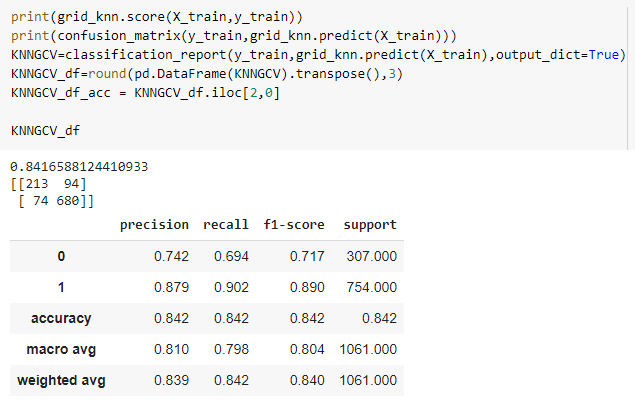 print(grid_knn.score(X_train,y_train))
print(confusion_matrix(y_train,grid_knn.predict(X_train)))
KNNGCV=classification_report(y_train,grid_knn.predict(X_train),output_dict=True)
KNNGCV_df=round(pd.DataFrame(KNNGCV).transpose(),3)
KNNGCV_df_acc = KNNGCV_df.iloc[2,0]
KNNGCV_df
0.8416588124410933
[[213  94]
 [ 74 680]]
precision recall f1-score support
0 0.742 0.694 0.717 307.000
1 0.879 0.902 0.890 754.000
accuracy 0.842 0.842 0.842 0.842
macro avg 0.810 0.798 0.804 1061.000
weighted avg 0.839 0.842 0.840 1061.000